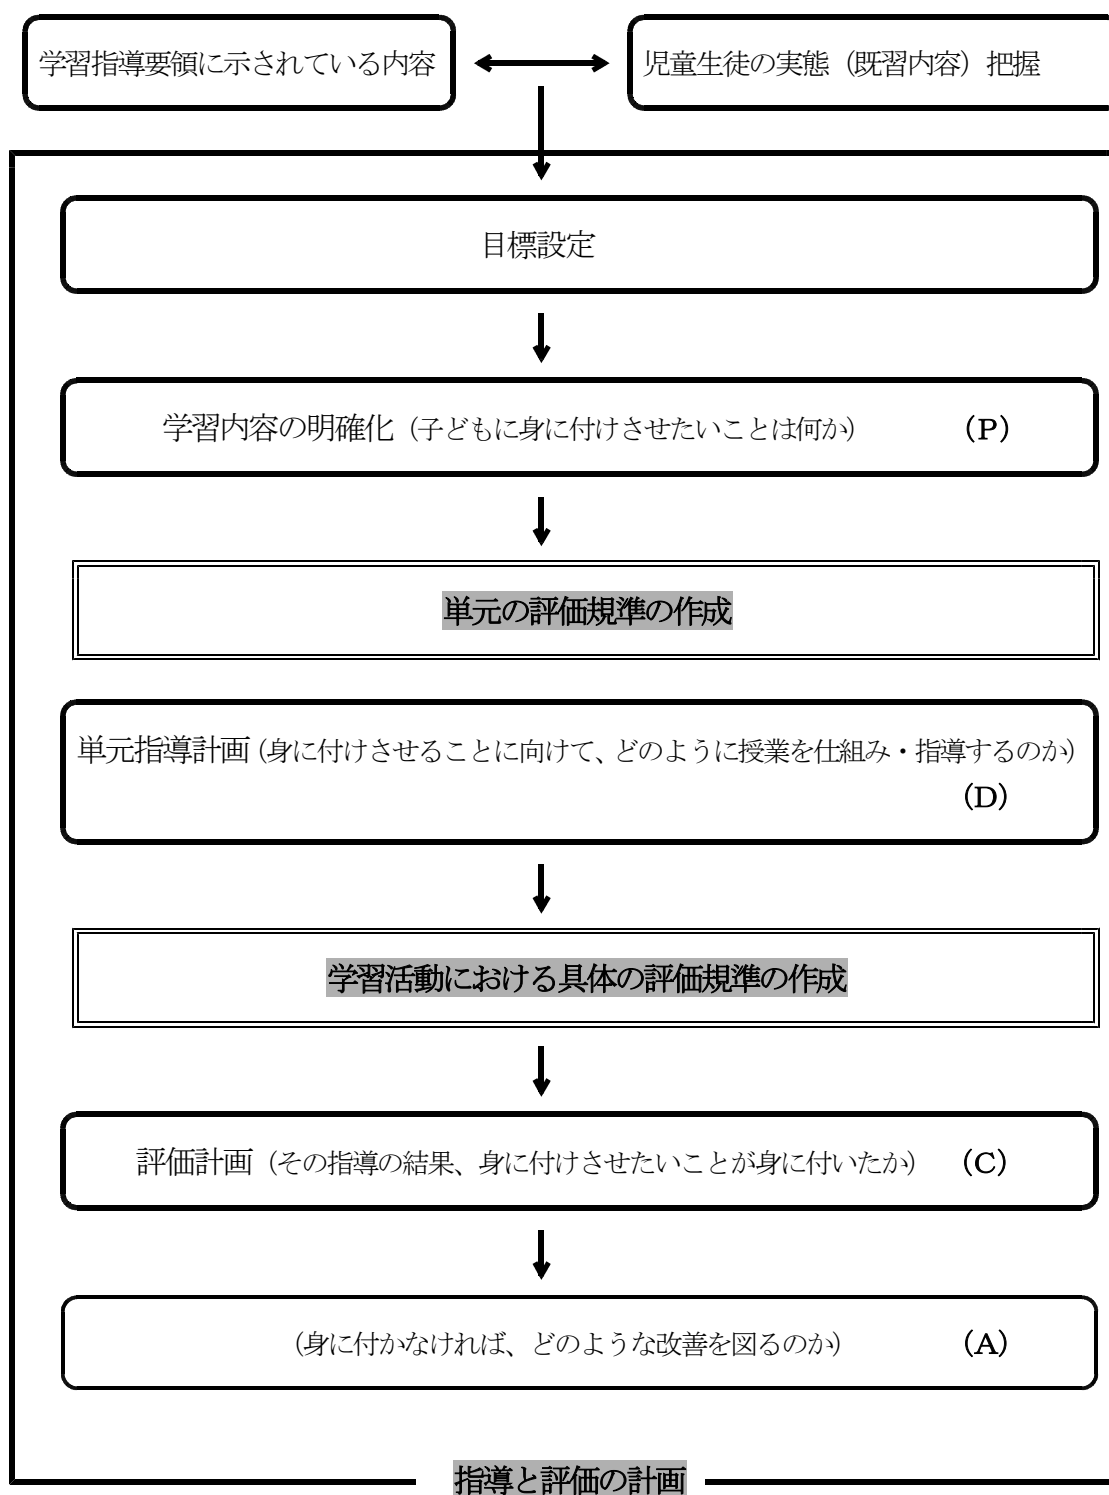 学習指導要領に示されている内容
児童生徒の実態（既習内容）把握
目標設定
学習内容の明確化（子どもに身に付けさせたいことは何か） （P）
単元の評価規準の作成
単元指導計画（身に付けさせることに向けて、どのように授業を仕組み・指導するのか）
（D）
学習活動における具体の評価規準の作成
評価計画（その指導の結果、身に付けさせたいことが身に付いたか） （C）
（身に付かなければ、どのような改善を図るのか） （A）
指導と評価の計画